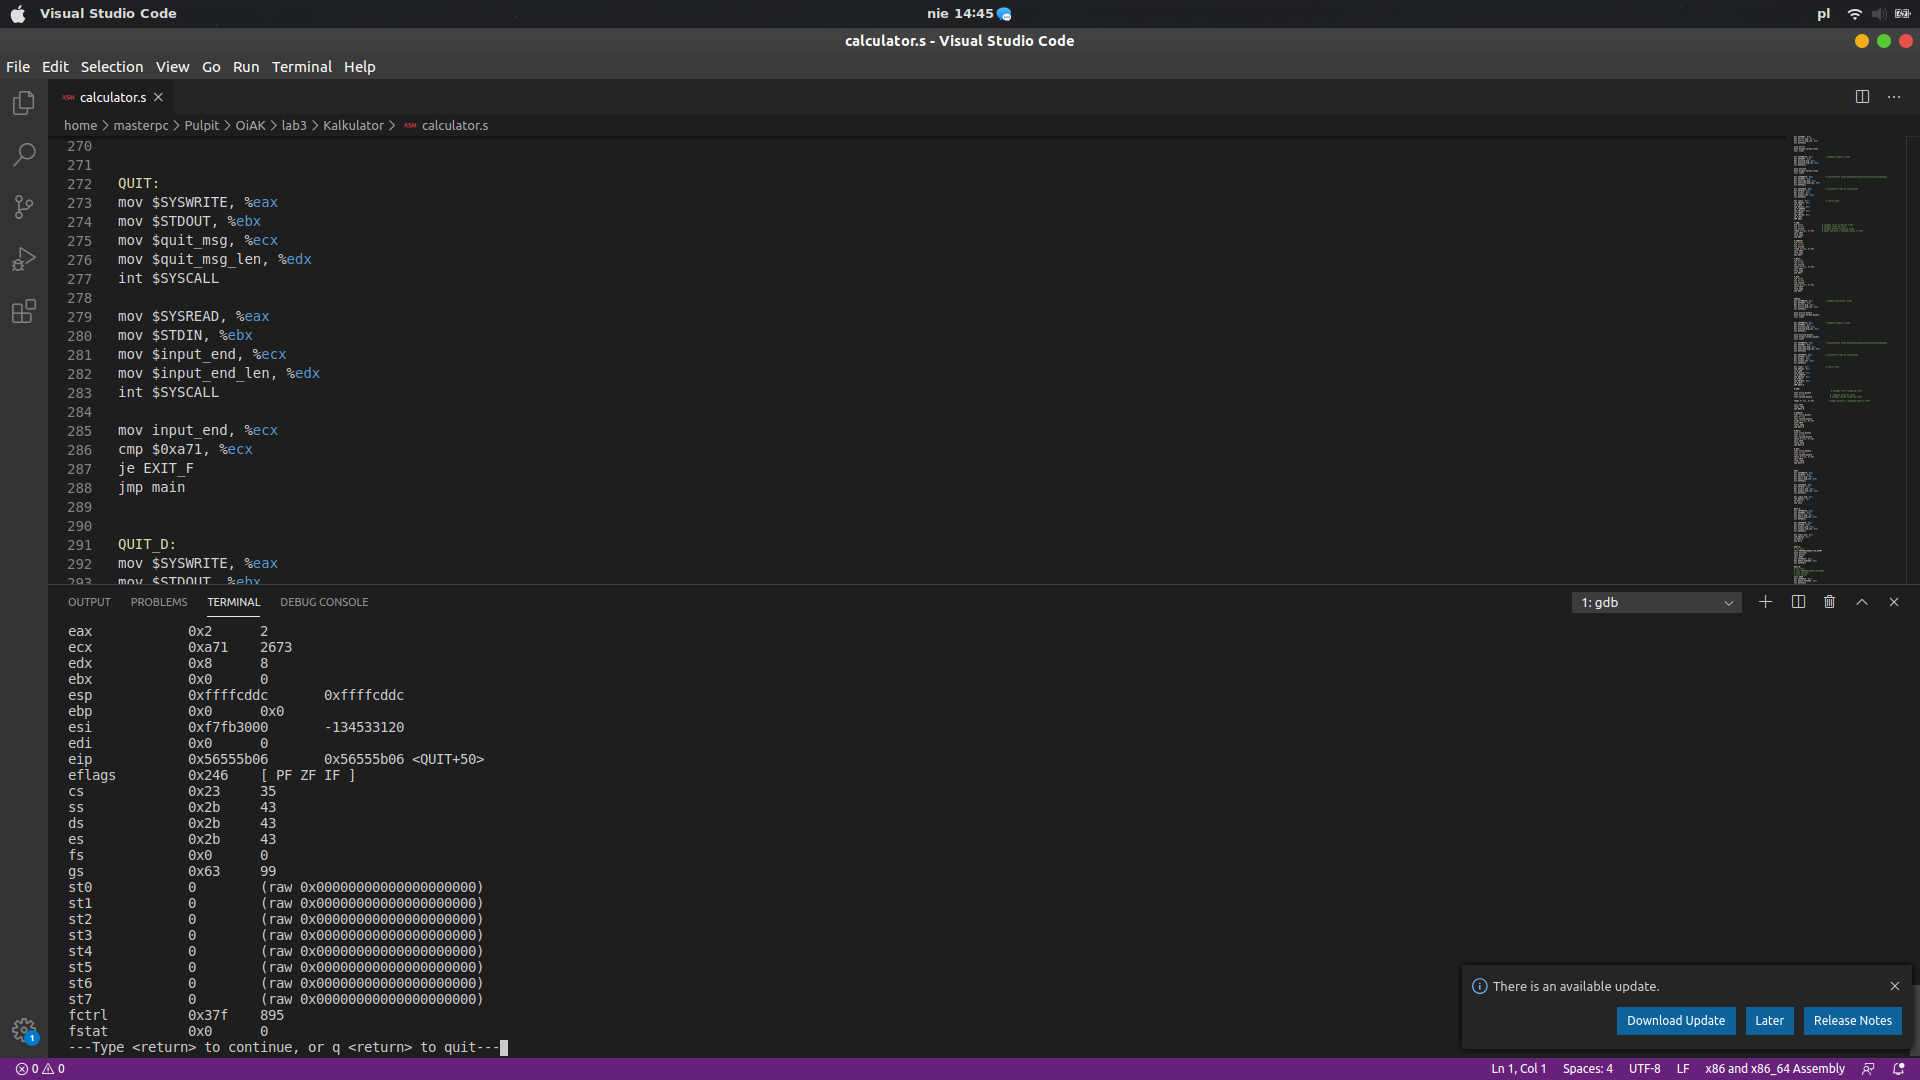 Visual Studio Code
nie 14:45
pl
calculator.s - Visual Studio Code
File Edit Selection View Go Run Terminal Help
ASM calculator.s
home > masterpc > Pulpit > OiAK > lab3 > Kalkulator > ASM calculator.s
270
271
272 QUIT:
273 mov $SYSWRITE, %eax
274 mov $STDOUT, %ebx
275 mov $quit_msg, %ecx
276 mov $quit_msg_len, %edx
277 int $SYSCALL
278
279 mov $SYSREAD, %eax
280 mov $STDIN, %ebx
281 mov $input_end, %ecx
282 mov $input_end_len, %edx
283 int $SYSCALL
284
285 mov input_end, %ecx
286 cmp $0xa71, %ecx
287 je EXIT_F
288 jmp main
289
290
291 QUIT_D:
292 mov $SYSWRITE, %eax
293 mov $STDOUT, %ebx
OUTPUT PROBLEMS TERMINAL DEBUG CONSOLE
1: gdb
eax 0x2 2
ecx 0xa71 2673
edx 0x8 8
ebx 0x0 0
esp 0xffffcddc 0xffffcddc
ebp 0x0 0x0
esi 0xf7fb3000 -134533120
edi 0x0 0
eip 0x56555b06 0x56555b06 <QUIT+50>
eflags 0x246 [ PF ZF IF ]
cs 0x23 35
ss 0x2b 43
ds 0x2b 43
es 0x2b 43
fs 0x0 0
gs 0x63 99
st0 0 (raw 0x00000000000000000000)
st1 0 (raw 0x00000000000000000000)
st2 0 (raw 0x00000000000000000000)
st3 0 (raw 0x00000000000000000000)
st4 0 (raw 0x00000000000000000000)
st5 0 (raw 0x00000000000000000000)
st6 0 (raw 0x00000000000000000000)
st7 0 (raw 0x00000000000000000000)
fctrl 0x37f 895
fstat 0x0 0
---Type <return> to continue, or q <return> to quit---
There is an available update.
Download Update Later Release Notes
1
0 0
Ln 1, Col 1 Spaces: 4 UTF-8 LF x86 and x86_64 Assembly